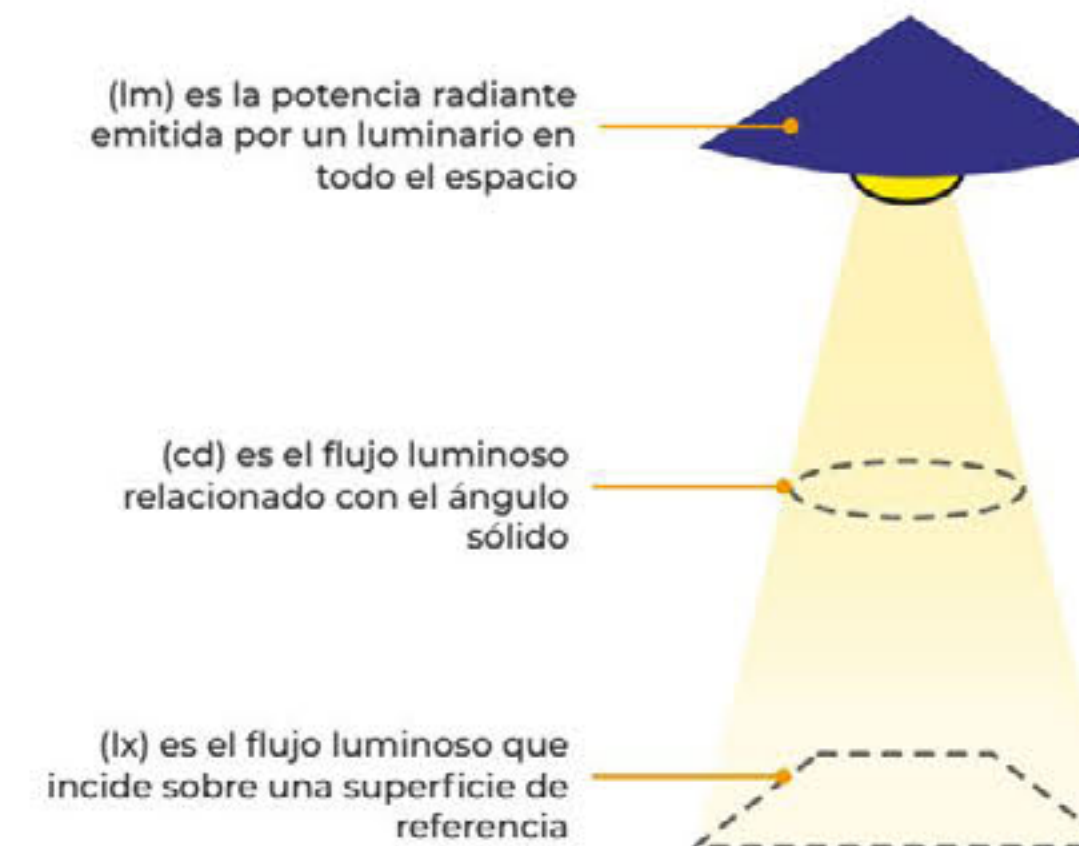 (lm) es la potencia radiante
emitida por un luminario en
todo el espacio
(cd) es el flujo luminoso
relacionado con el ángulo
sólido
(lx) es el flujo luminoso que
incide sobre una superficie de
referencia